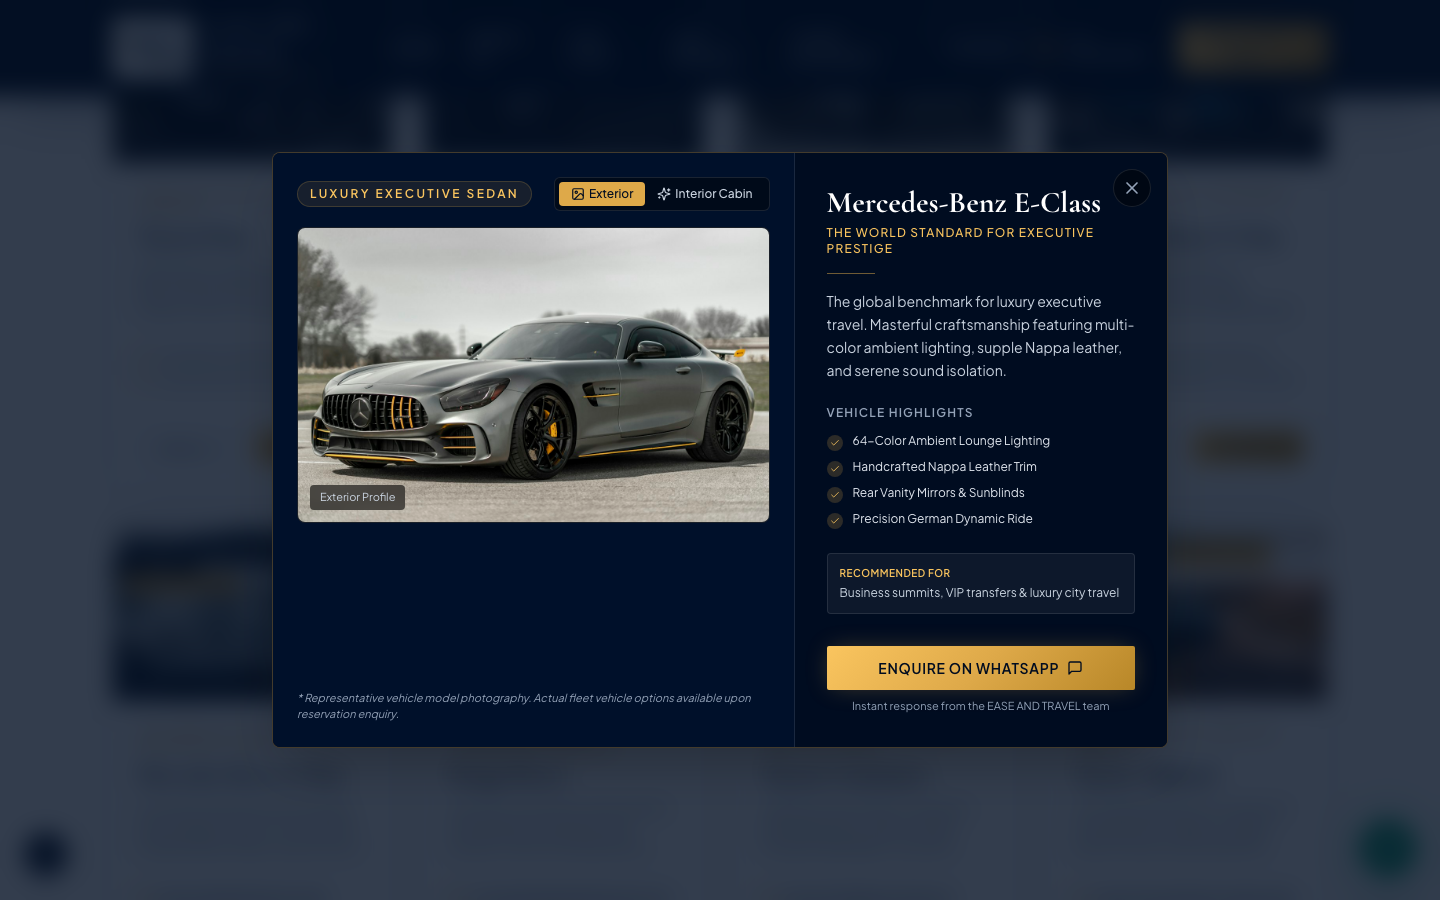 LUXURY EXECUTIVE SEDAN
Exterior
Interior Cabin
Exterior Profile
* Representative vehicle model photography. Actual fleet vehicle options available upon
reservation enquiry.
Mercedes-Benz E-Class
THE WORLD STANDARD FOR EXECUTIVE
PRESTIGE
The global benchmark for luxury executive
travel. Masterful craftsmanship featuring multi-
color ambient lighting, supple Nappa leather,
and serene sound isolation.
VEHICLE HIGHLIGHTS
64-Color Ambient Lounge Lighting
Handcrafted Nappa Leather Trim
Rear Vanity Mirrors & Sunblinds
Precision German Dynamic Ride
RECOMMENDED FOR
Business summits, VIP transfers & luxury city travel
ENQUIRE ON WHATSAPP
Instant response from the EASE AND TRAVEL team